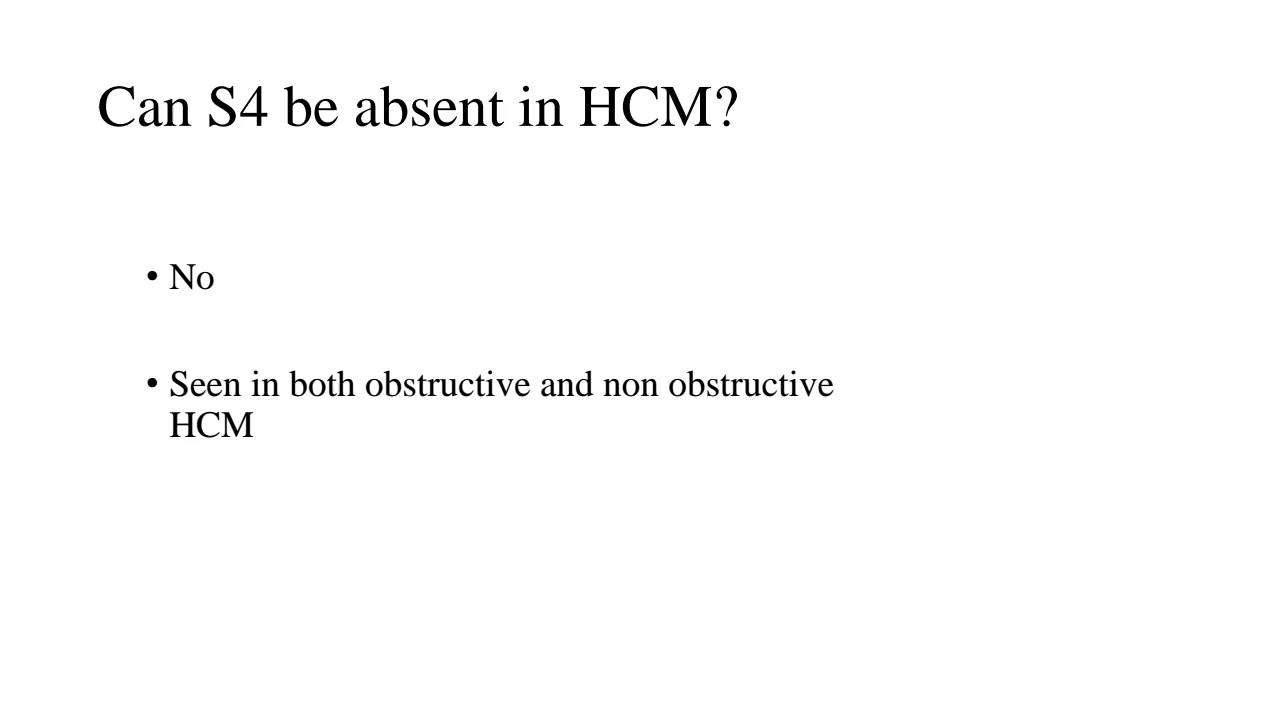 Can S4 be absent in HCM?
• No
• Seen in both obstructive and non obstructive
HCM